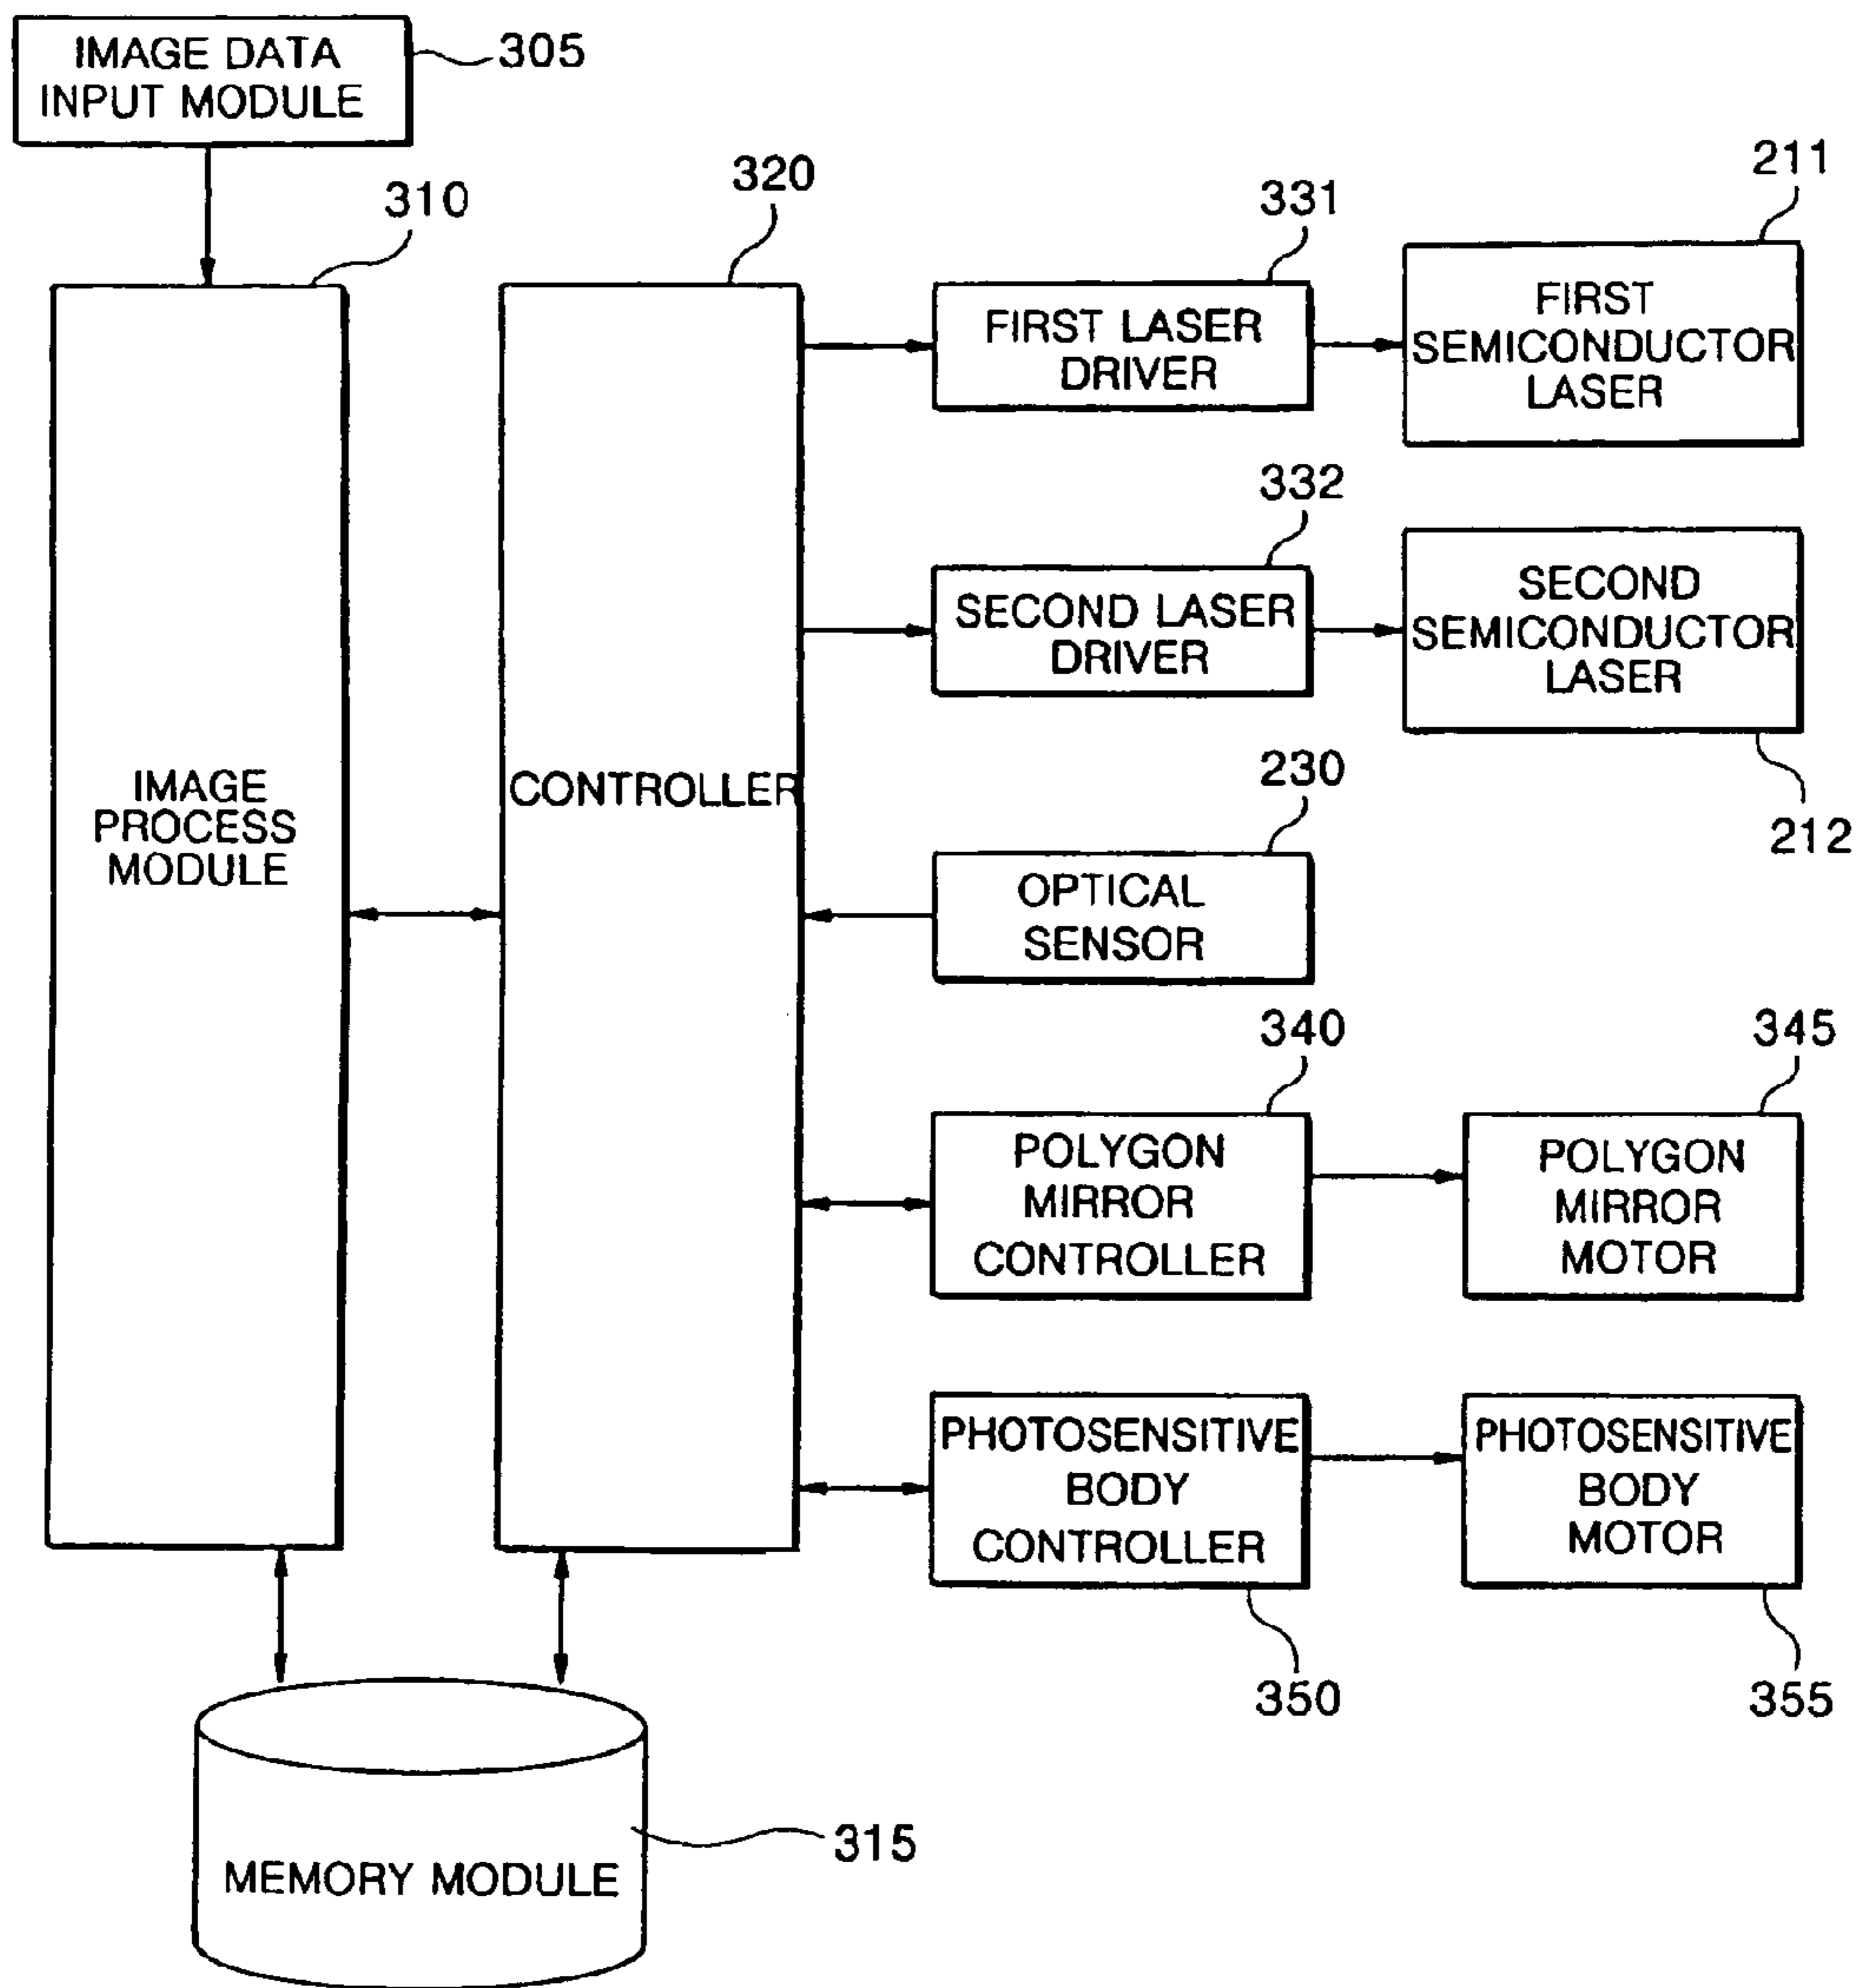 IMAGE DATA
INPUT MODULE
305
310
320
331
211
FIRST LASER
DRIVER
FIRST
SEMICONDUCTOR
LASER
332
SECOND LASER
DRIVER
SECOND
SEMICONDUCTOR
LASER
212
IMAGE
PROCESS
MODULE
CONTROLLER
230
OPTICAL
SENSOR
340
345
POLYGON
MIRROR
CONTROLLER
POLYGON
MIRROR
MOTOR
PHOTOSENSITIVE
BODY
CONTROLLER
PHOTOSENSITIVE
BODY
MOTOR
350
355
315
MEMORY MODULE